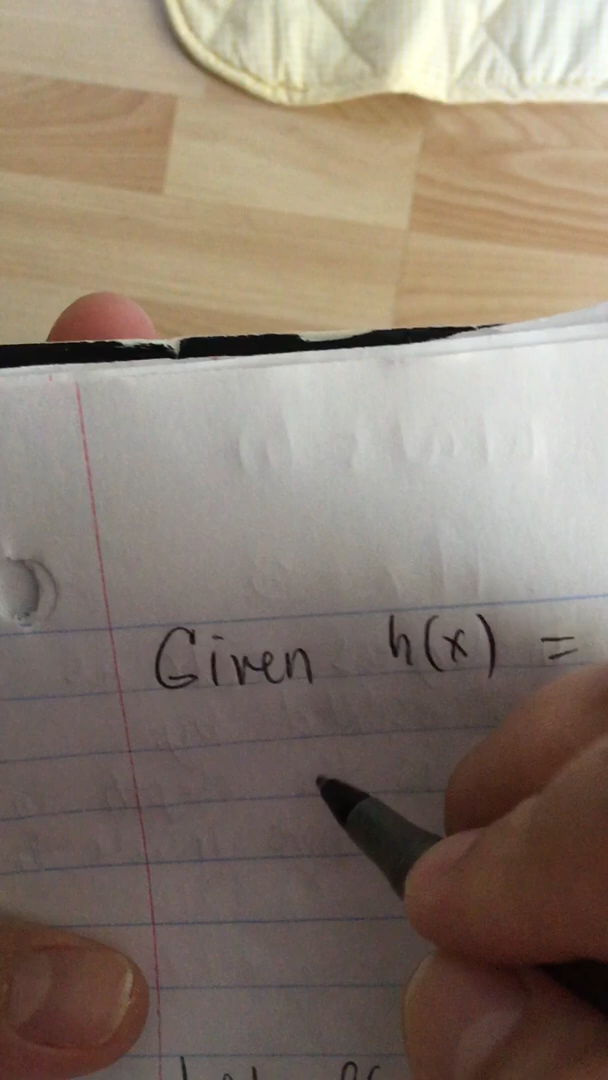 Given h(x) =